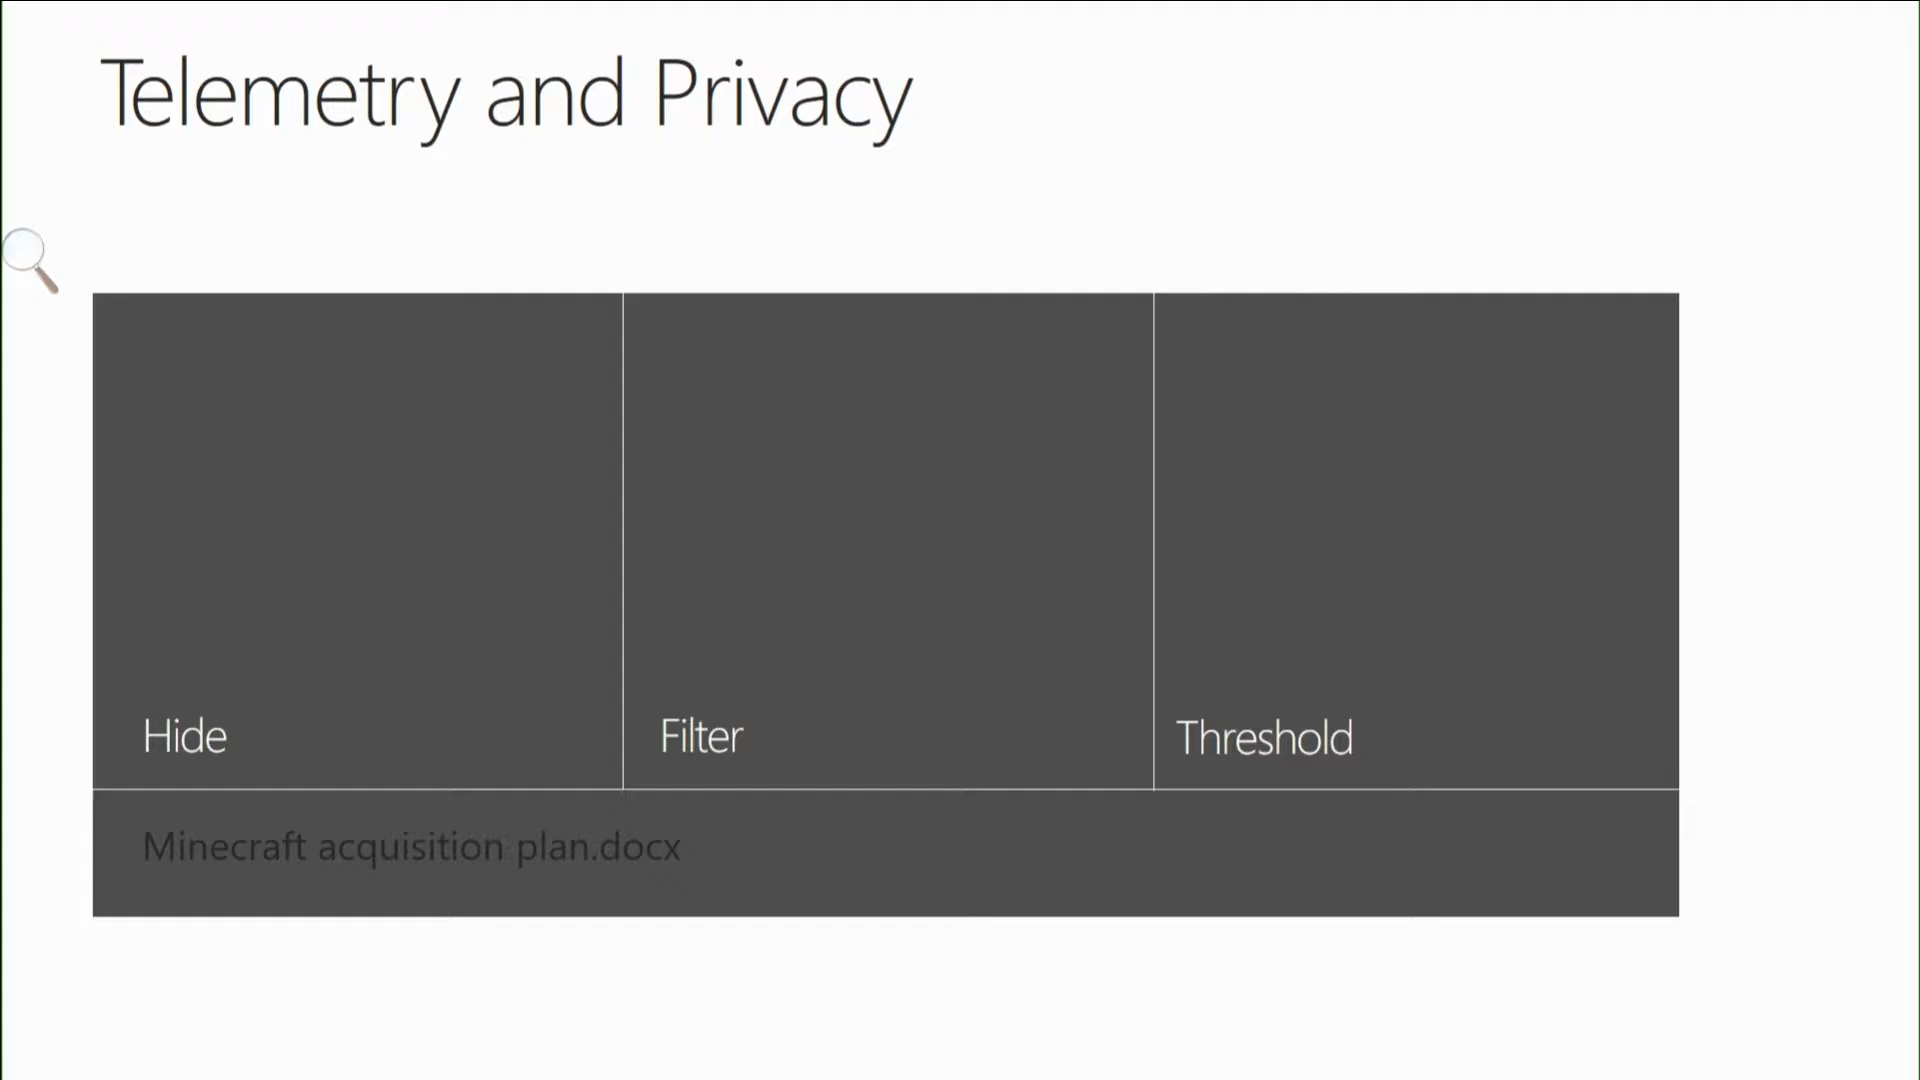 Telemetry and Privacy
Hide
Filter
Threshold
Minecraft acquisition plan.docx